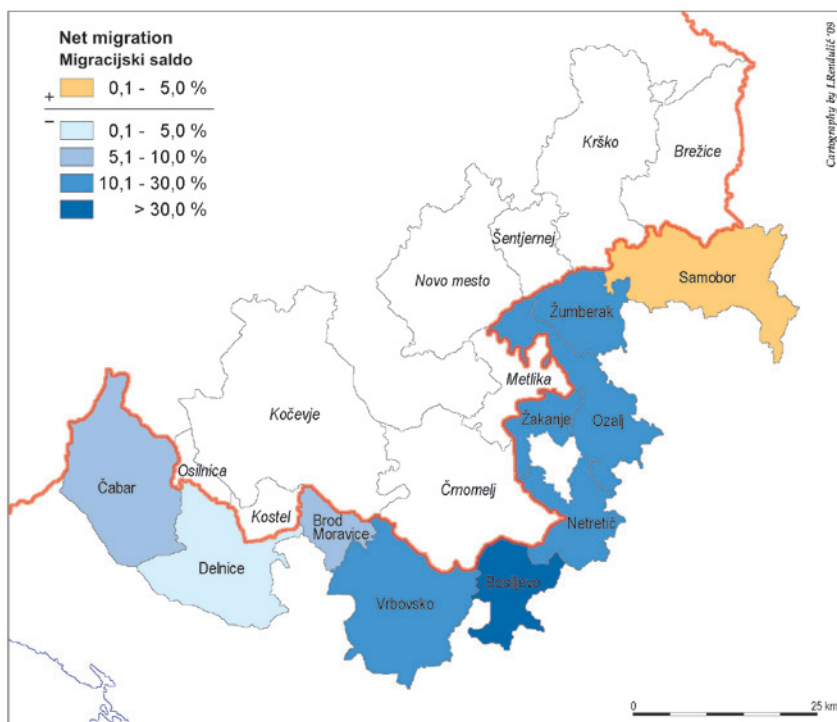 Net migration
Migracijski saldo
+ 0,1 - 5,0 %
− 0,1 - 5,0 %
5,1 - 10,0 %
10,1 - 30,0 %
> 30,0 %
Cartography by I.Rendulić '09
Krško
Brežice
Šentjernej
Novo mesto
Samobor
Žumberak
Metlika
Kočevje
Žakanje
Ozalj
Osilnica
Čabar
Črnomelj
Kostel
Brod
Moravice
Netretić
Delnice
Bosiljevo
Vrbovsko
0 25 km